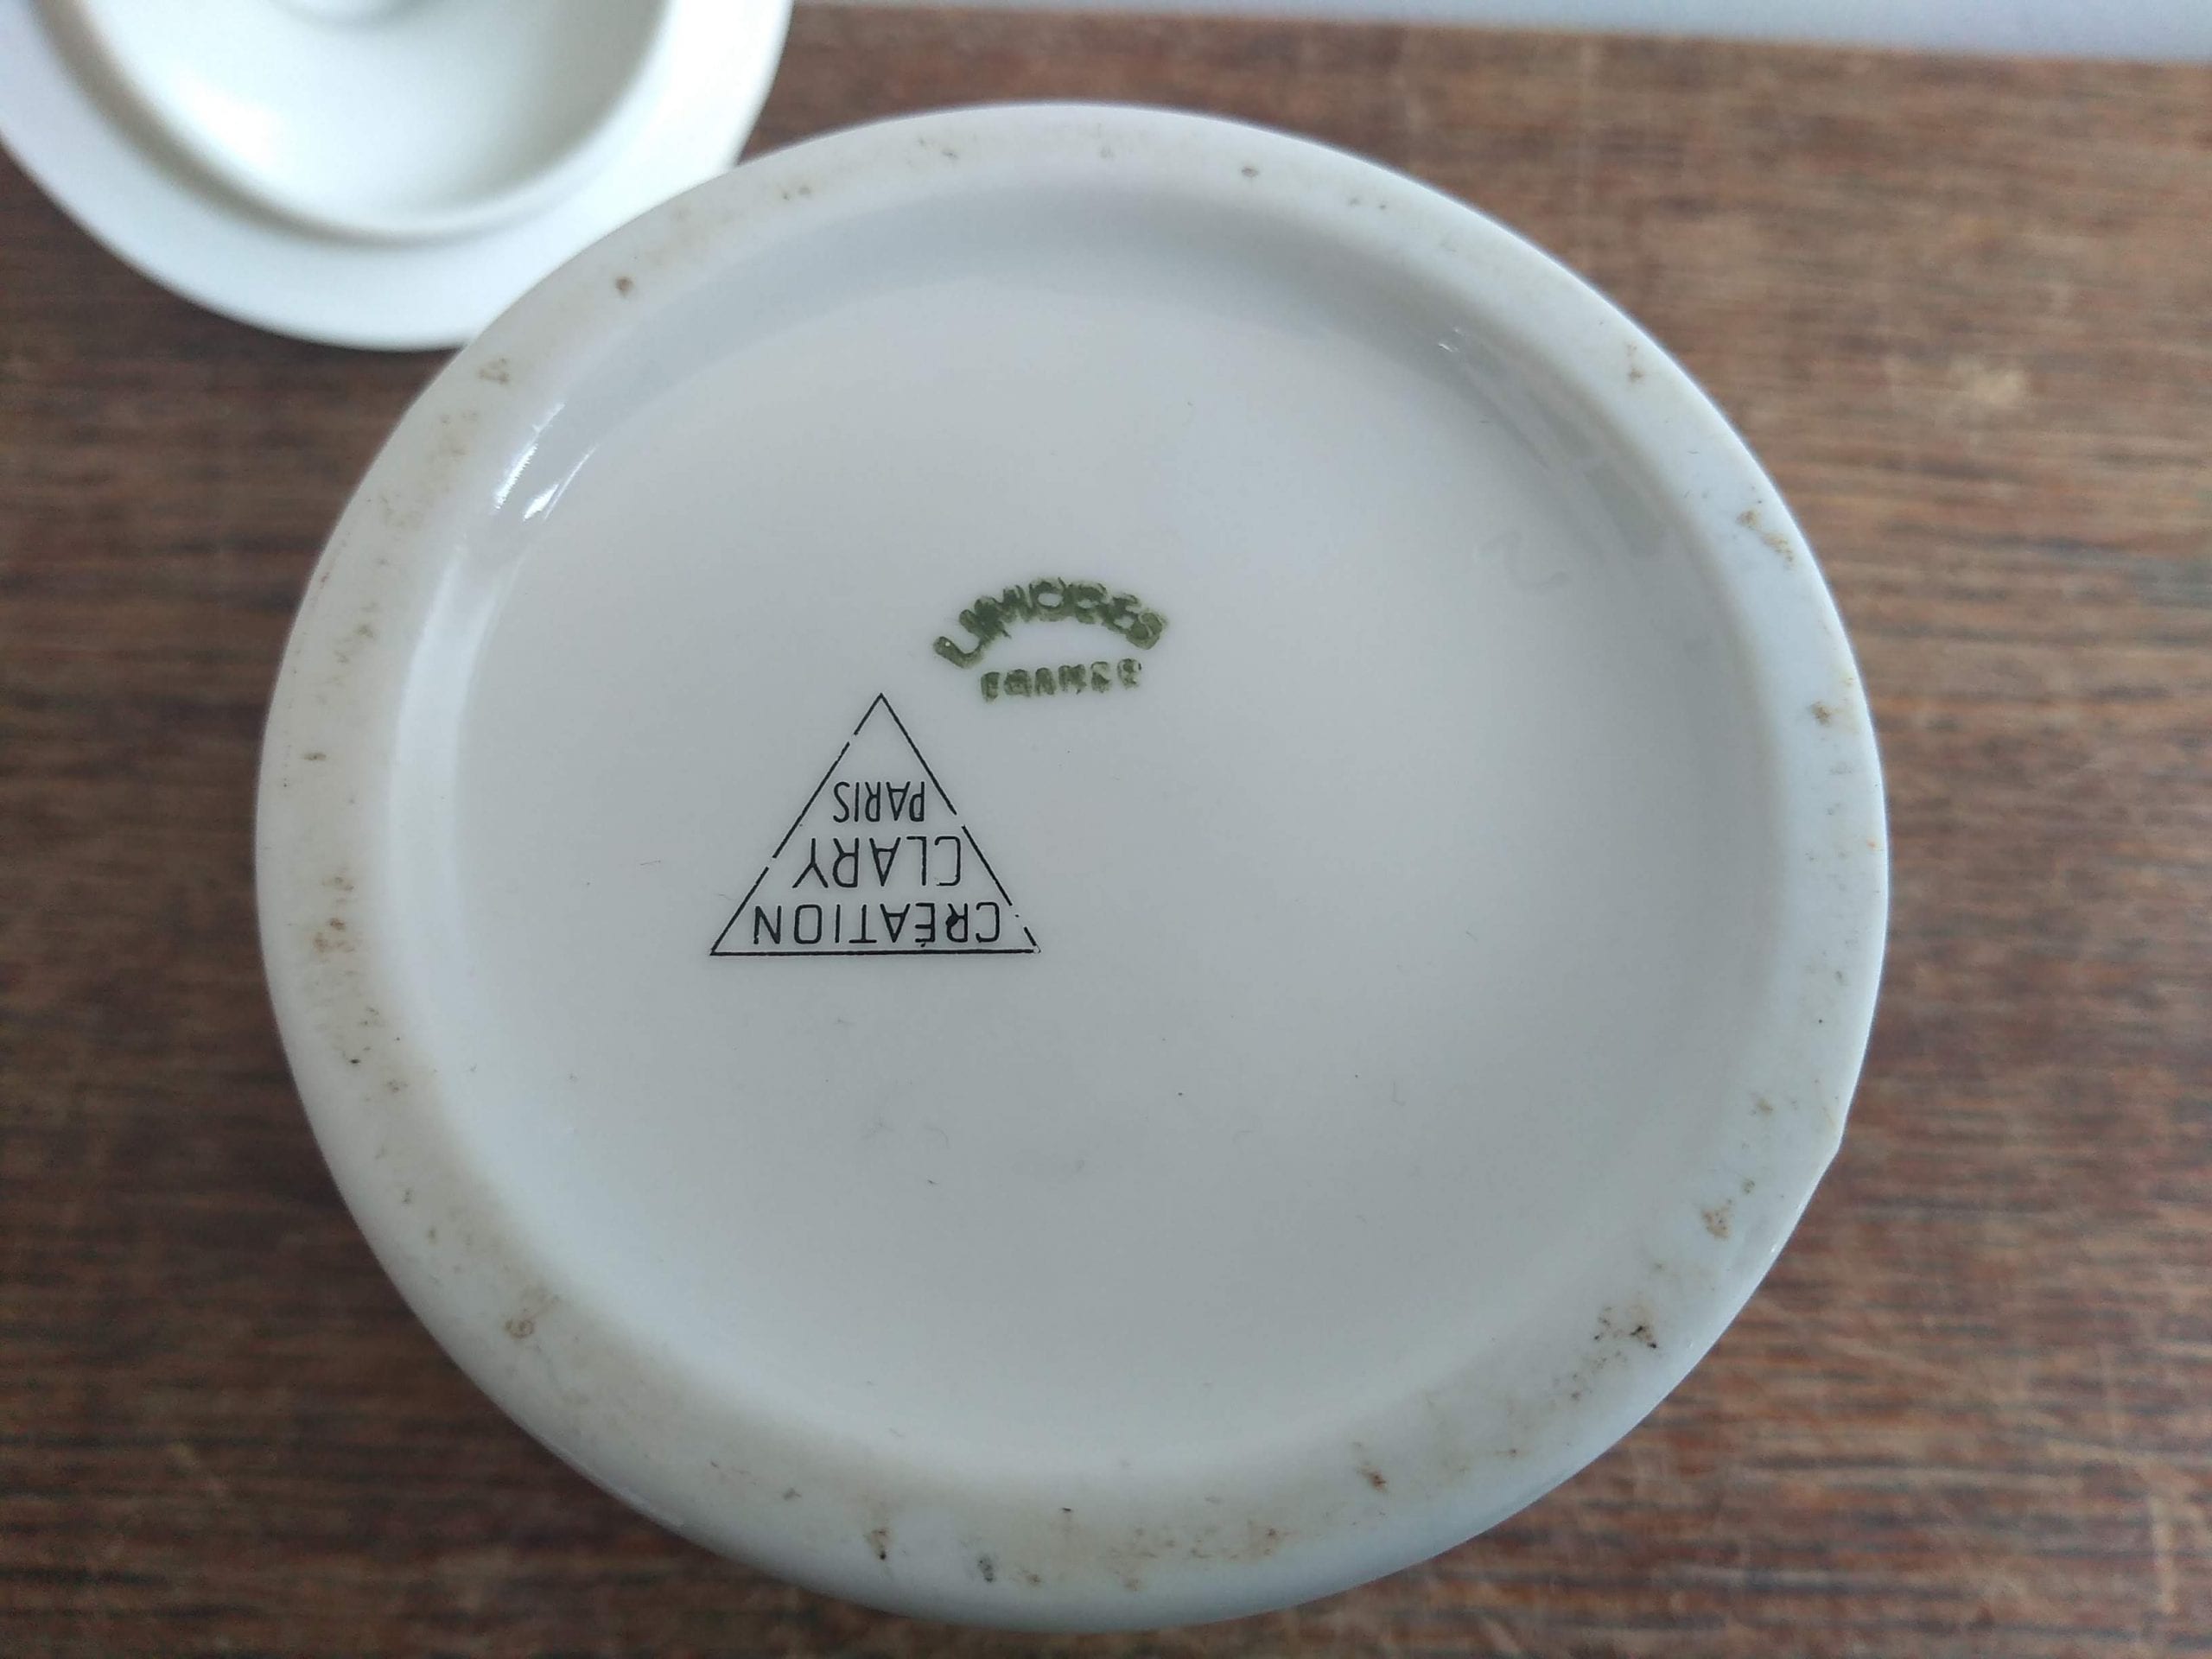 LIMOGES
FRANCE
CRÉATION
CLARY
PARIS